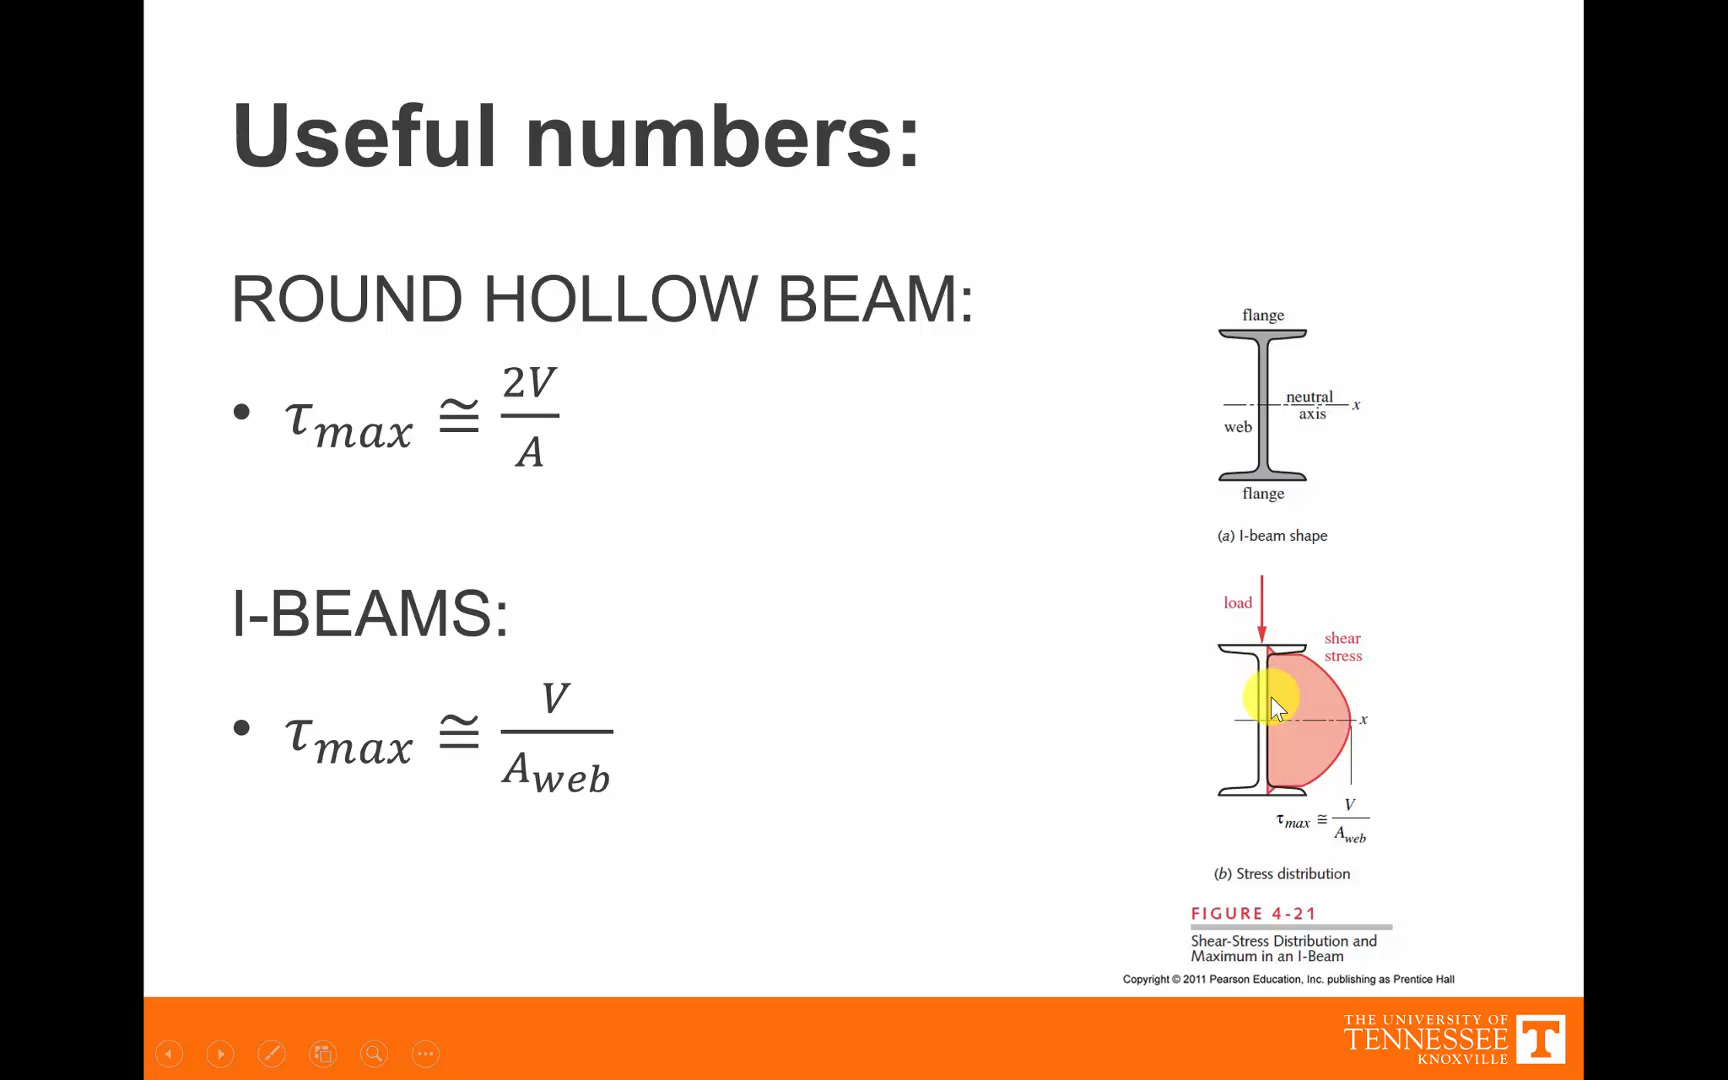 Useful numbers:
ROUND HOLLOW BEAM:
• τ_max ≅ 2V/A
I-BEAMS:
• τ_max ≅ V/A_web
flange
neutral
axis
x
web
flange
(a) I-beam shape
load
shear
stress
x
τ_max ≅ V/A_web
(b) Stress distribution
FIGURE 4-21
Shear-Stress Distribution and
Maximum in an I-Beam
Copyright © 2011 Pearson Education, Inc. publishing as Prentice Hall
THE UNIVERSITY OF
TENNESSEE
KNOXVILLE
T